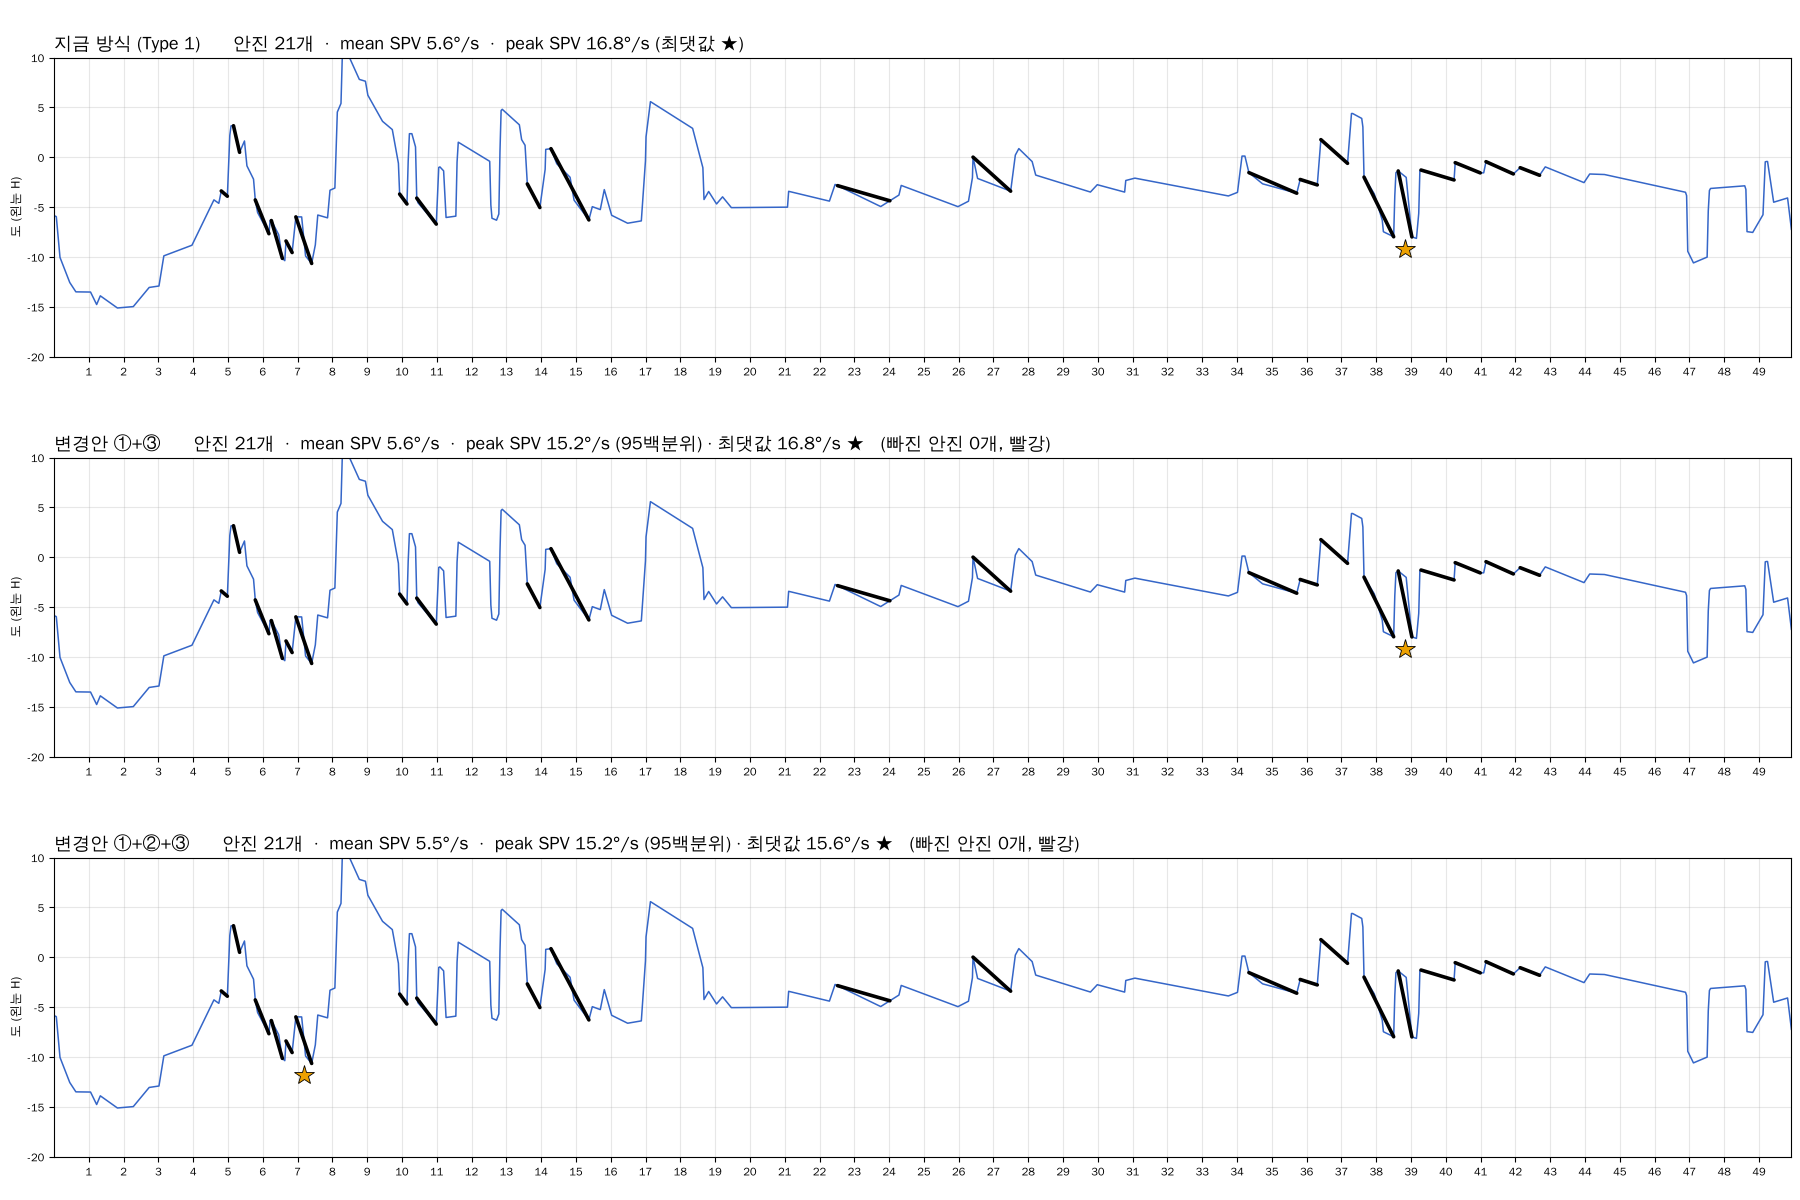 지금 방식 (Type 1) 안진 21개 · mean SPV 5.6°/s · peak SPV 16.8°/s (최댓값 ★)
10
5
0
-5
-10
-15
-20
도 (왼눈 H)
1 2 3 4 5 6 7 8 9 10 11 12 13 14 15 16 17 18 19 20 21 22 23 24 25 26 27 28 29 30 31 32 33 34 35 36 37 38 39 40 41 42 43 44 45 46 47 48 49
변경안 ①+③ 안진 21개 · mean SPV 5.6°/s · peak SPV 15.2°/s (95백분위) · 최댓값 16.8°/s ★ (빠진 안진 0개, 빨강)
10
5
0
-5
-10
-15
-20
도 (왼눈 H)
1 2 3 4 5 6 7 8 9 10 11 12 13 14 15 16 17 18 19 20 21 22 23 24 25 26 27 28 29 30 31 32 33 34 35 36 37 38 39 40 41 42 43 44 45 46 47 48 49
변경안 ①+②+③ 안진 21개 · mean SPV 5.5°/s · peak SPV 15.2°/s (95백분위) · 최댓값 15.6°/s ★ (빠진 안진 0개, 빨강)
10
5
0
-5
-10
-15
-20
도 (왼눈 H)
1 2 3 4 5 6 7 8 9 10 11 12 13 14 15 16 17 18 19 20 21 22 23 24 25 26 27 28 29 30 31 32 33 34 35 36 37 38 39 40 41 42 43 44 45 46 47 48 49